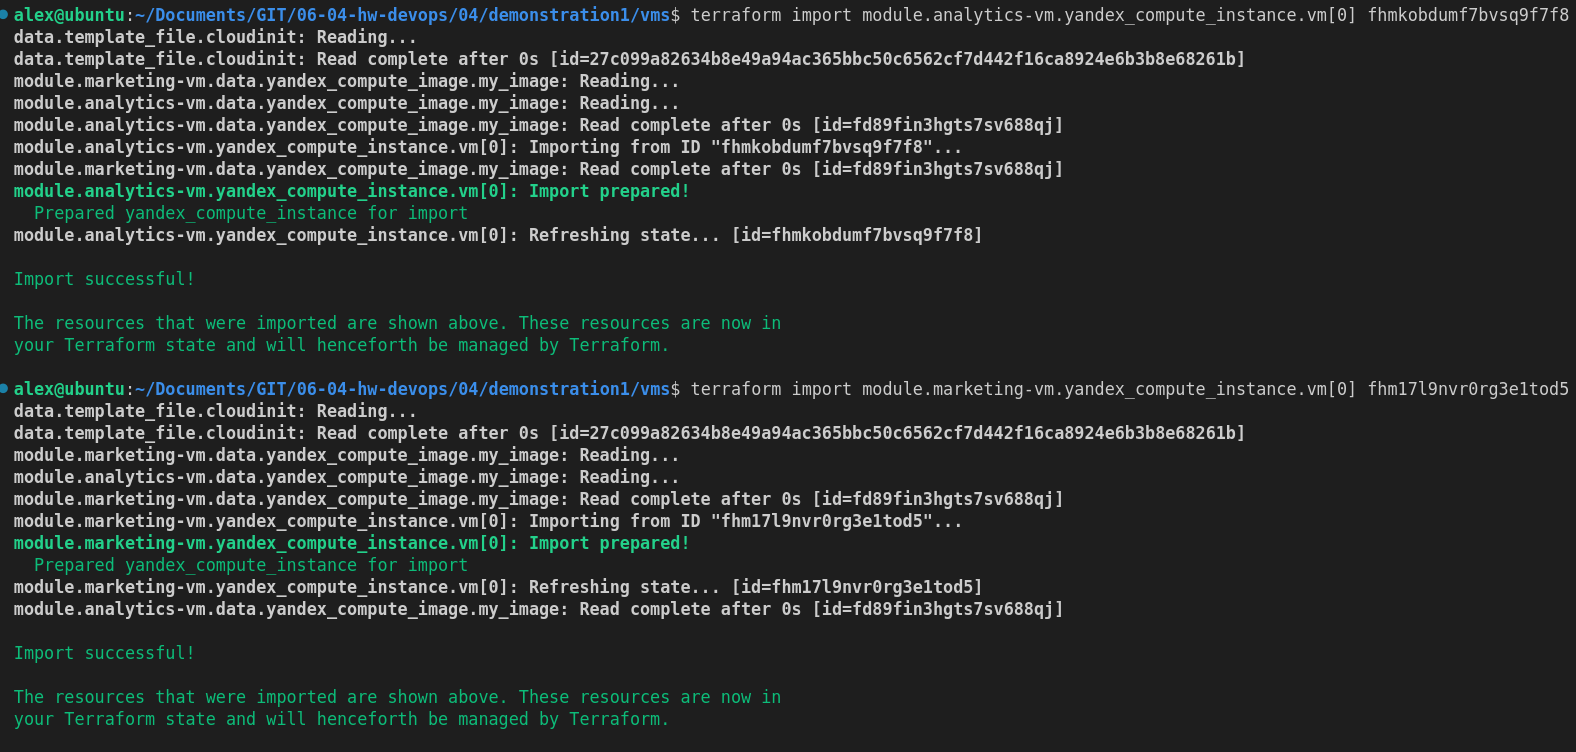 alex@ubuntu:~/Documents/GIT/06-04-hw-devops/04/demonstration1/vms$ terraform import module.analytics-vm.yandex_compute_instance.vm[0] fhmkobdumf7bvsq9f7f8
data.template_file.cloudinit: Reading...
data.template_file.cloudinit: Read complete after 0s [id=27c099a82634b8e49a94ac365bbc50c6562cf7d442f16ca8924e6b3b8e68261b]
module.marketing-vm.data.yandex_compute_image.my_image: Reading...
module.analytics-vm.data.yandex_compute_image.my_image: Reading...
module.analytics-vm.data.yandex_compute_image.my_image: Read complete after 0s [id=fd89fin3hgts7sv688qj]
module.analytics-vm.yandex_compute_instance.vm[0]: Importing from ID "fhmkobdumf7bvsq9f7f8"...
module.marketing-vm.data.yandex_compute_image.my_image: Read complete after 0s [id=fd89fin3hgts7sv688qj]
module.analytics-vm.yandex_compute_instance.vm[0]: Import prepared!
  Prepared yandex_compute_instance for import
module.analytics-vm.yandex_compute_instance.vm[0]: Refreshing state... [id=fhmkobdumf7bvsq9f7f8]

Import successful!

The resources that were imported are shown above. These resources are now in
your Terraform state and will henceforth be managed by Terraform.

alex@ubuntu:~/Documents/GIT/06-04-hw-devops/04/demonstration1/vms$ terraform import module.marketing-vm.yandex_compute_instance.vm[0] fhm17l9nvr0rg3e1tod5
data.template_file.cloudinit: Reading...
data.template_file.cloudinit: Read complete after 0s [id=27c099a82634b8e49a94ac365bbc50c6562cf7d442f16ca8924e6b3b8e68261b]
module.marketing-vm.data.yandex_compute_image.my_image: Reading...
module.analytics-vm.data.yandex_compute_image.my_image: Reading...
module.marketing-vm.data.yandex_compute_image.my_image: Read complete after 0s [id=fd89fin3hgts7sv688qj]
module.marketing-vm.yandex_compute_instance.vm[0]: Importing from ID "fhm17l9nvr0rg3e1tod5"...
module.marketing-vm.yandex_compute_instance.vm[0]: Import prepared!
  Prepared yandex_compute_instance for import
module.marketing-vm.yandex_compute_instance.vm[0]: Refreshing state... [id=fhm17l9nvr0rg3e1tod5]
module.analytics-vm.data.yandex_compute_image.my_image: Read complete after 0s [id=fd89fin3hgts7sv688qj]

Import successful!

The resources that were imported are shown above. These resources are now in
your Terraform state and will henceforth be managed by Terraform.